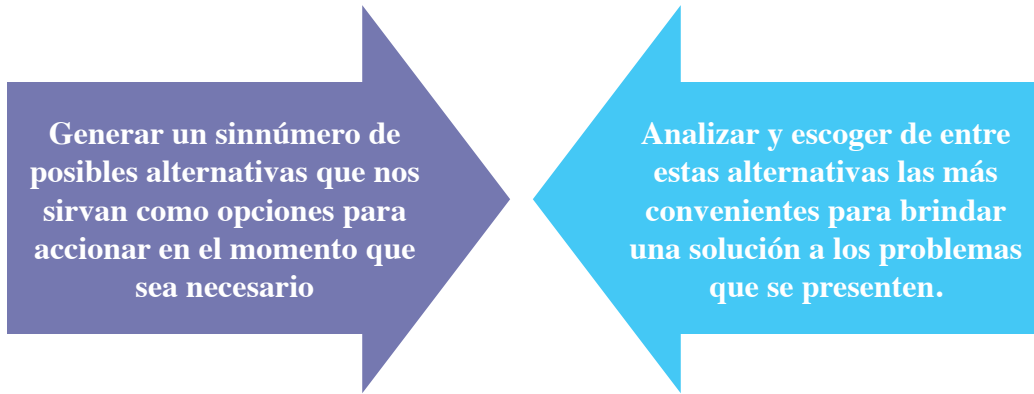 Generar un sinnúmero de
posibles alternativas que nos
sirvan como opciones para
accionar en el momento que
sea necesario
Analizar y escoger de entre
estas alternativas las más
convenientes para brindar
una solución a los problemas
que se presenten.